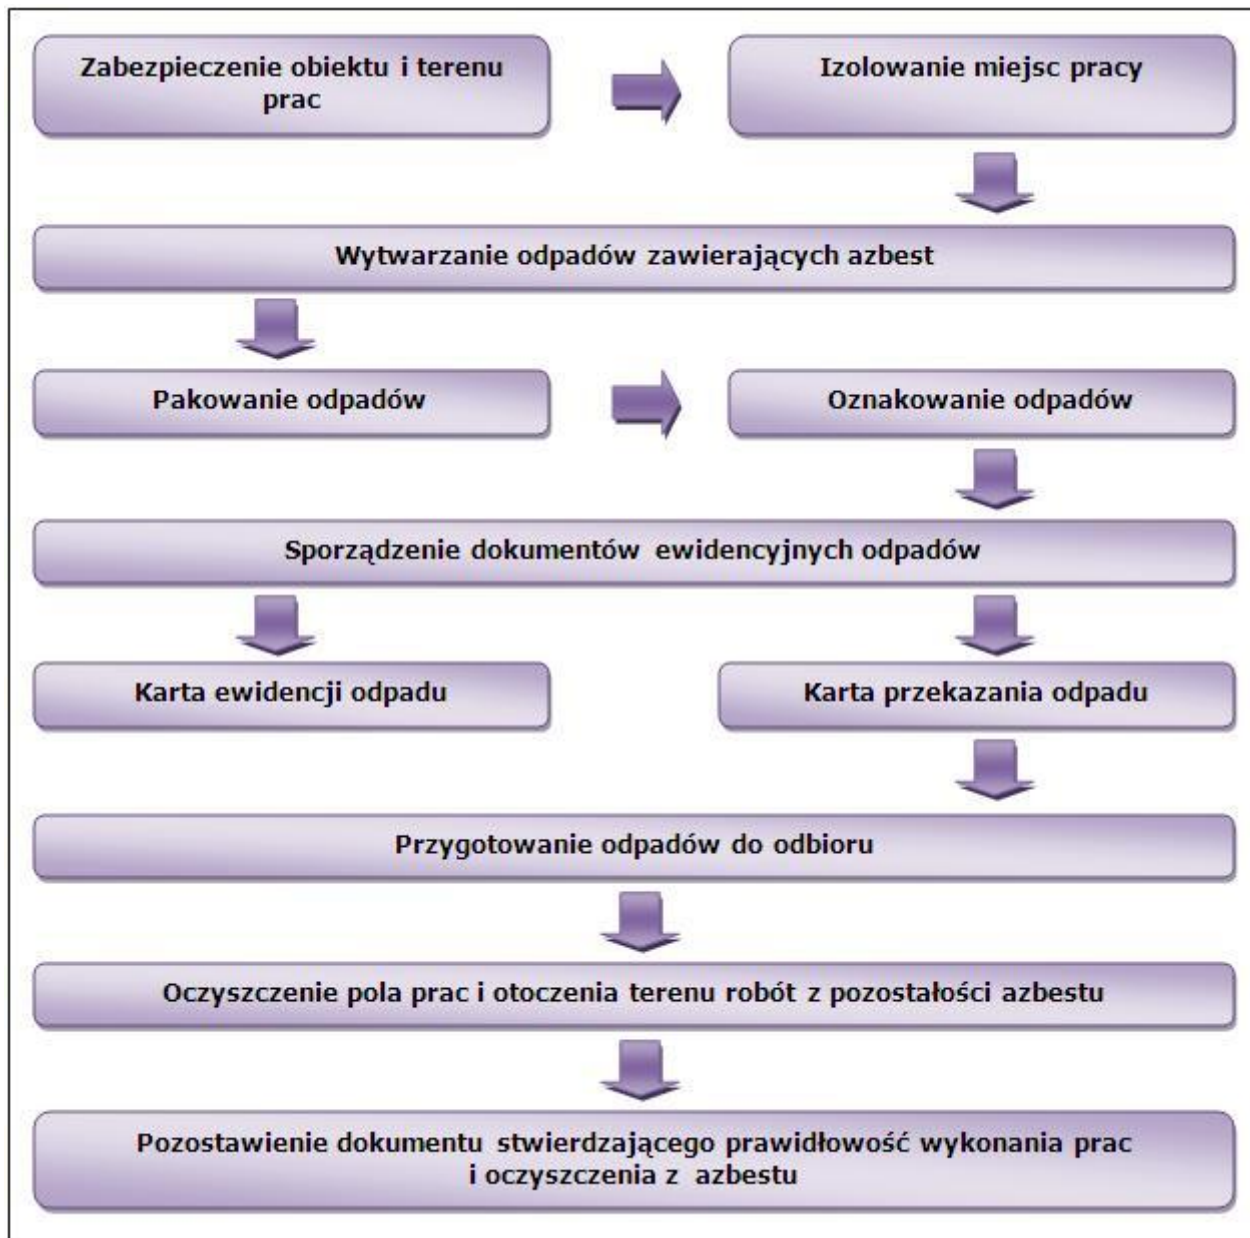 Zabezpieczenie obiektu i terenu
prac
Izolowanie miejsc pracy
Wytwarzanie odpadów zawierających azbest
Pakowanie odpadów
Oznakowanie odpadów
Sporządzenie dokumentów ewidencyjnych odpadów
Karta ewidencji odpadu
Karta przekazania odpadu
Przygotowanie odpadów do odbioru
Oczyszczenie pola prac i otoczenia terenu robót z pozostałości azbestu
Pozostawienie dokumentu stwierdzającego prawidłowość wykonania prac
i oczyszczenia z azbestu